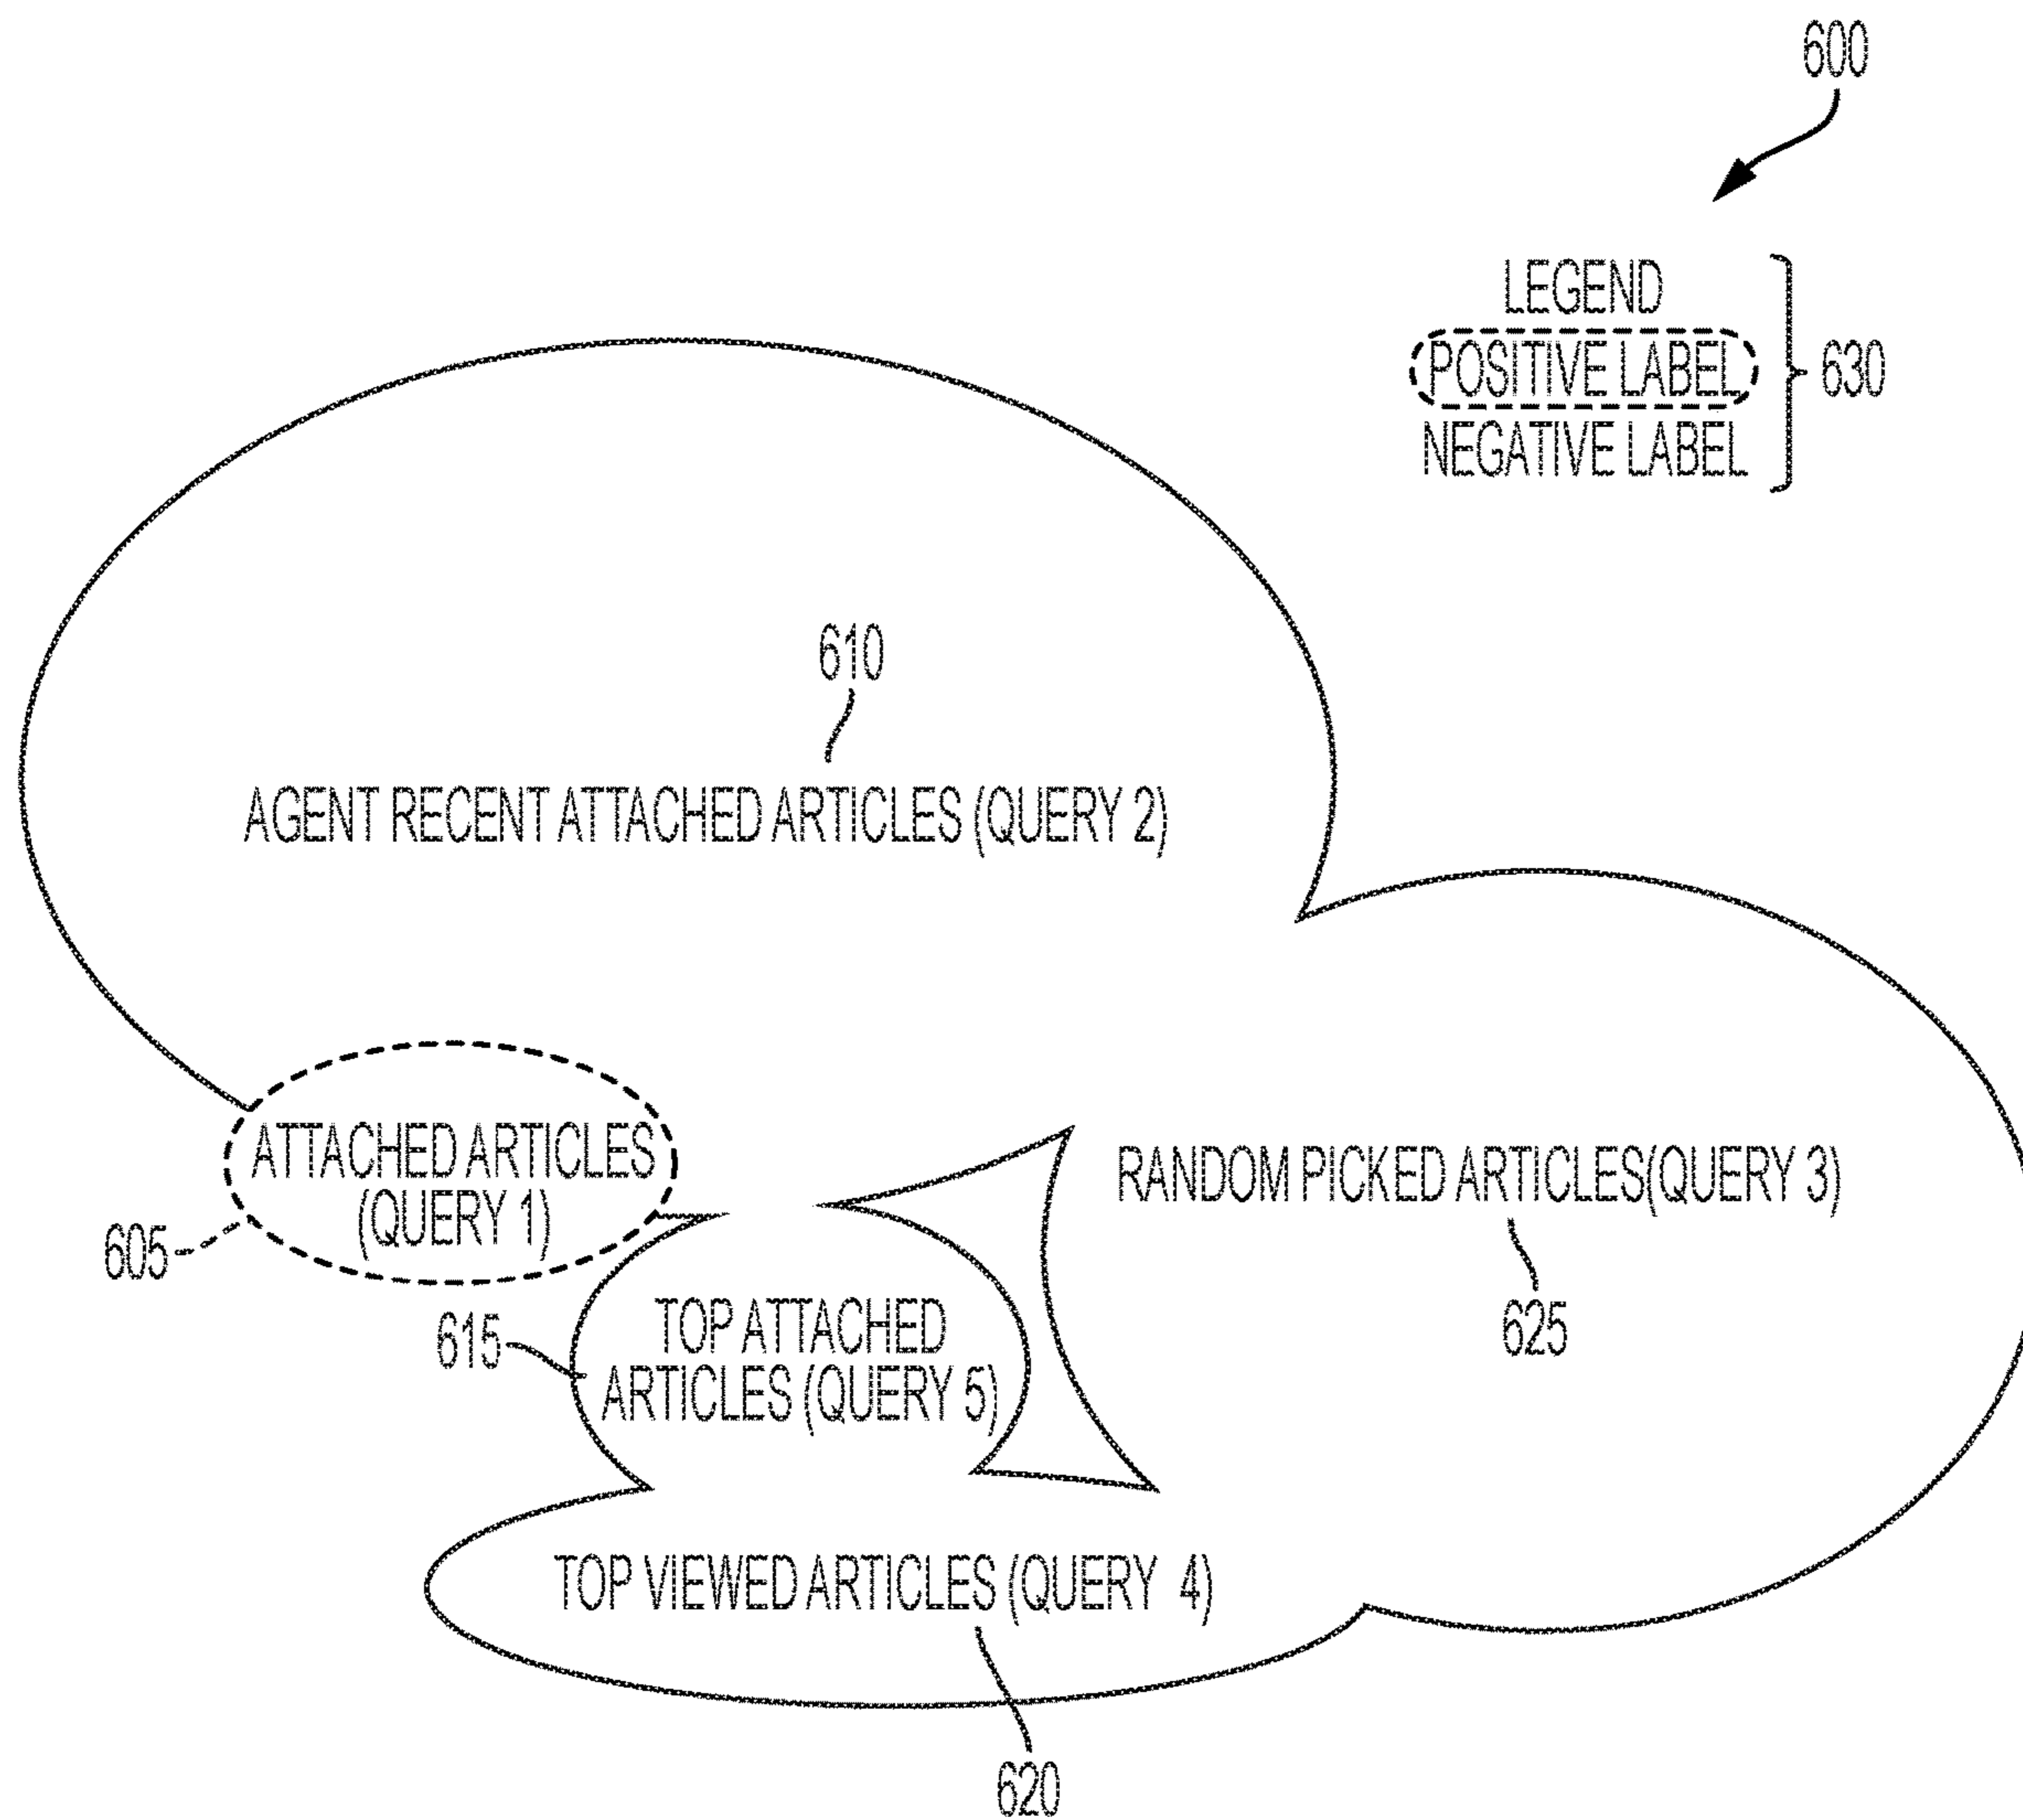 600
LEGEND
POSITIVE LABEL
630
NEGATIVE LABEL
610
AGENT RECENT ATTACHED ARTICLES (QUERY 2)
ATTACHED ARTICLES
(QUERY 1)
605
RANDOM PICKED ARTICLES(QUERY 3)
625
615
TOP ATTACHED
ARTICLES (QUERY 5)
TOP VIEWED ARTICLES (QUERY 4)
620